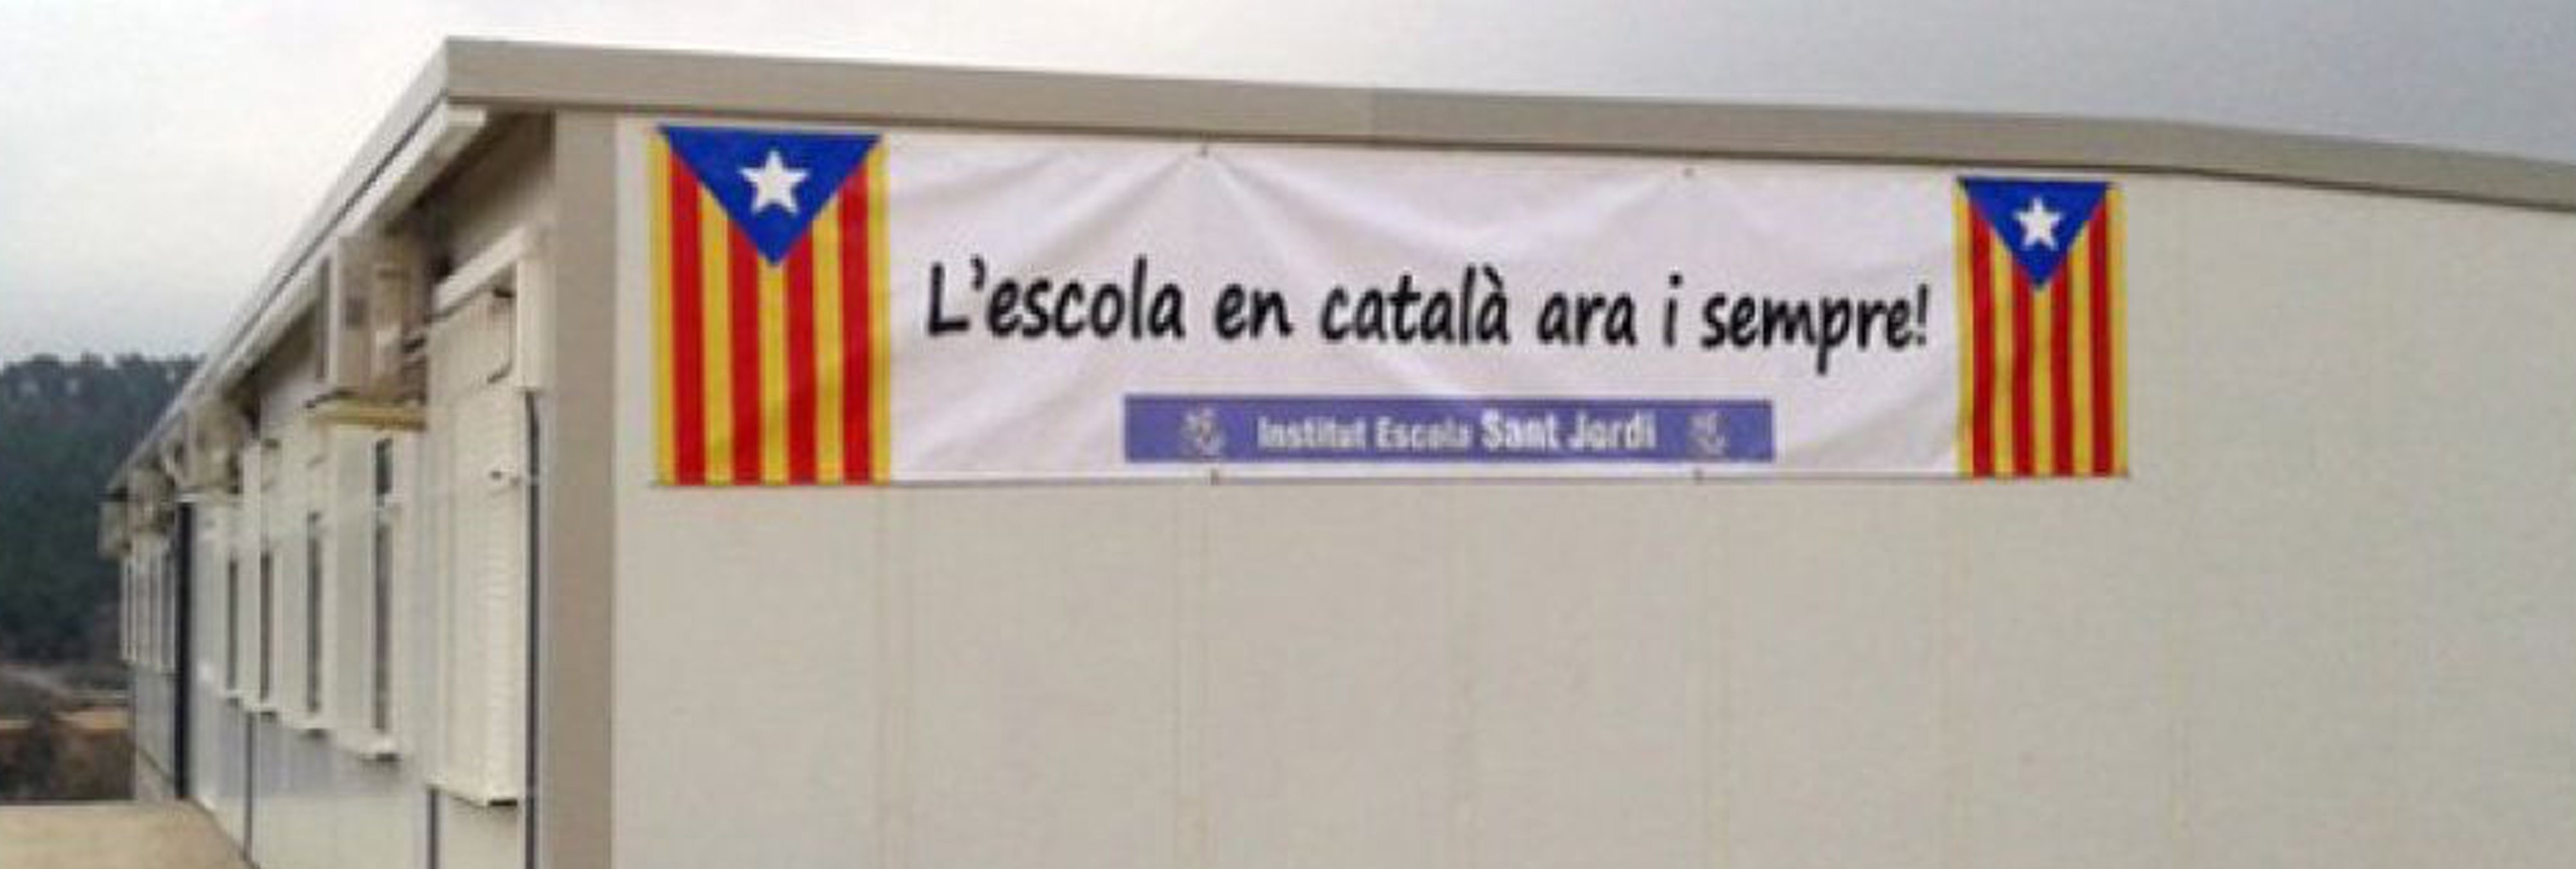 L'escola en català ara i sempre!
Institut Escola Sant Jordi